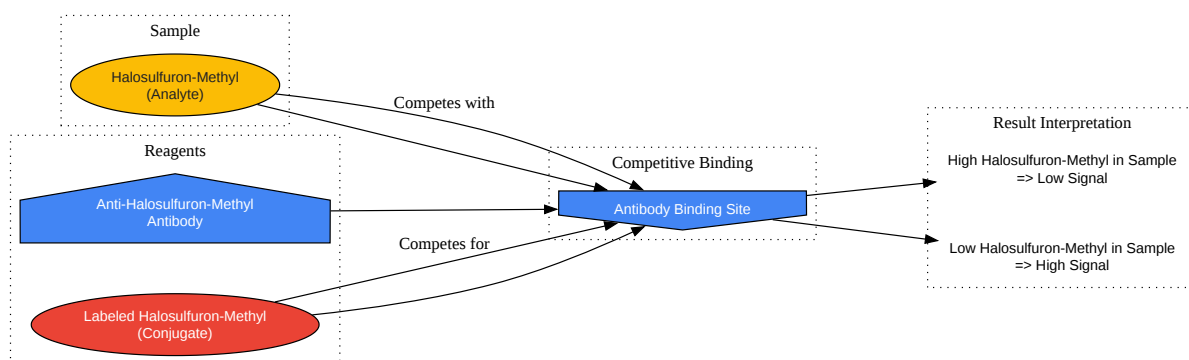 Sample
Halosulfuron-Methyl
(Analyte)
Competes with
Reagents
Anti-Halosulfuron-Methyl
Antibody
Competes for
Labeled Halosulfuron-Methyl
(Conjugate)
Competitive Binding
Antibody Binding Site
Result Interpretation
High Halosulfuron-Methyl in Sample
=> Low Signal
Low Halosulfuron-Methyl in Sample
=> High Signal